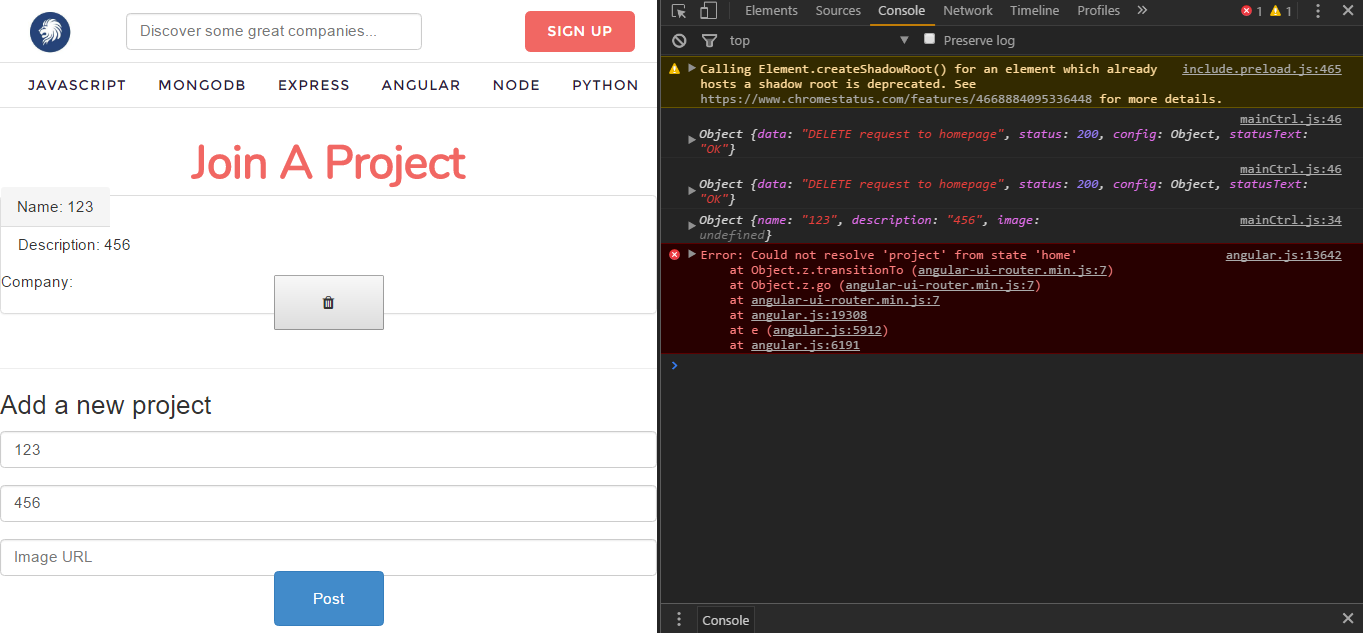 Discover some great companies...
SIGN UP
JAVASCRIPT MONGODB EXPRESS ANGULAR NODE PYTHON
Join A Project
Name: 123
Description: 456
Company:
Add a new project
123
456
Image URL
Post
Elements Sources Console Network Timeline Profiles » 1 1
top ▼ Preserve log
Calling Element.createShadowRoot() for an element which already include.preload.js:465
hosts a shadow root is deprecated. See
https://www.chromestatus.com/features/4668884095336448 for more details.
mainCtrl.js:46
Object {data: "DELETE request to homepage", status: 200, config: Object, statusText:
"OK"}
mainCtrl.js:46
Object {data: "DELETE request to homepage", status: 200, config: Object, statusText:
"OK"}
Object {name: "123", description: "456", image: mainCtrl.js:34
undefined}
Error: Could not resolve 'project' from state 'home' angular.js:13642
at Object.z.transitionTo (angular-ui-router.min.js:7)
at Object.z.go (angular-ui-router.min.js:7)
at angular-ui-router.min.js:7
at angular.js:19308
at e (angular.js:5912)
at angular.js:6191
>
Console